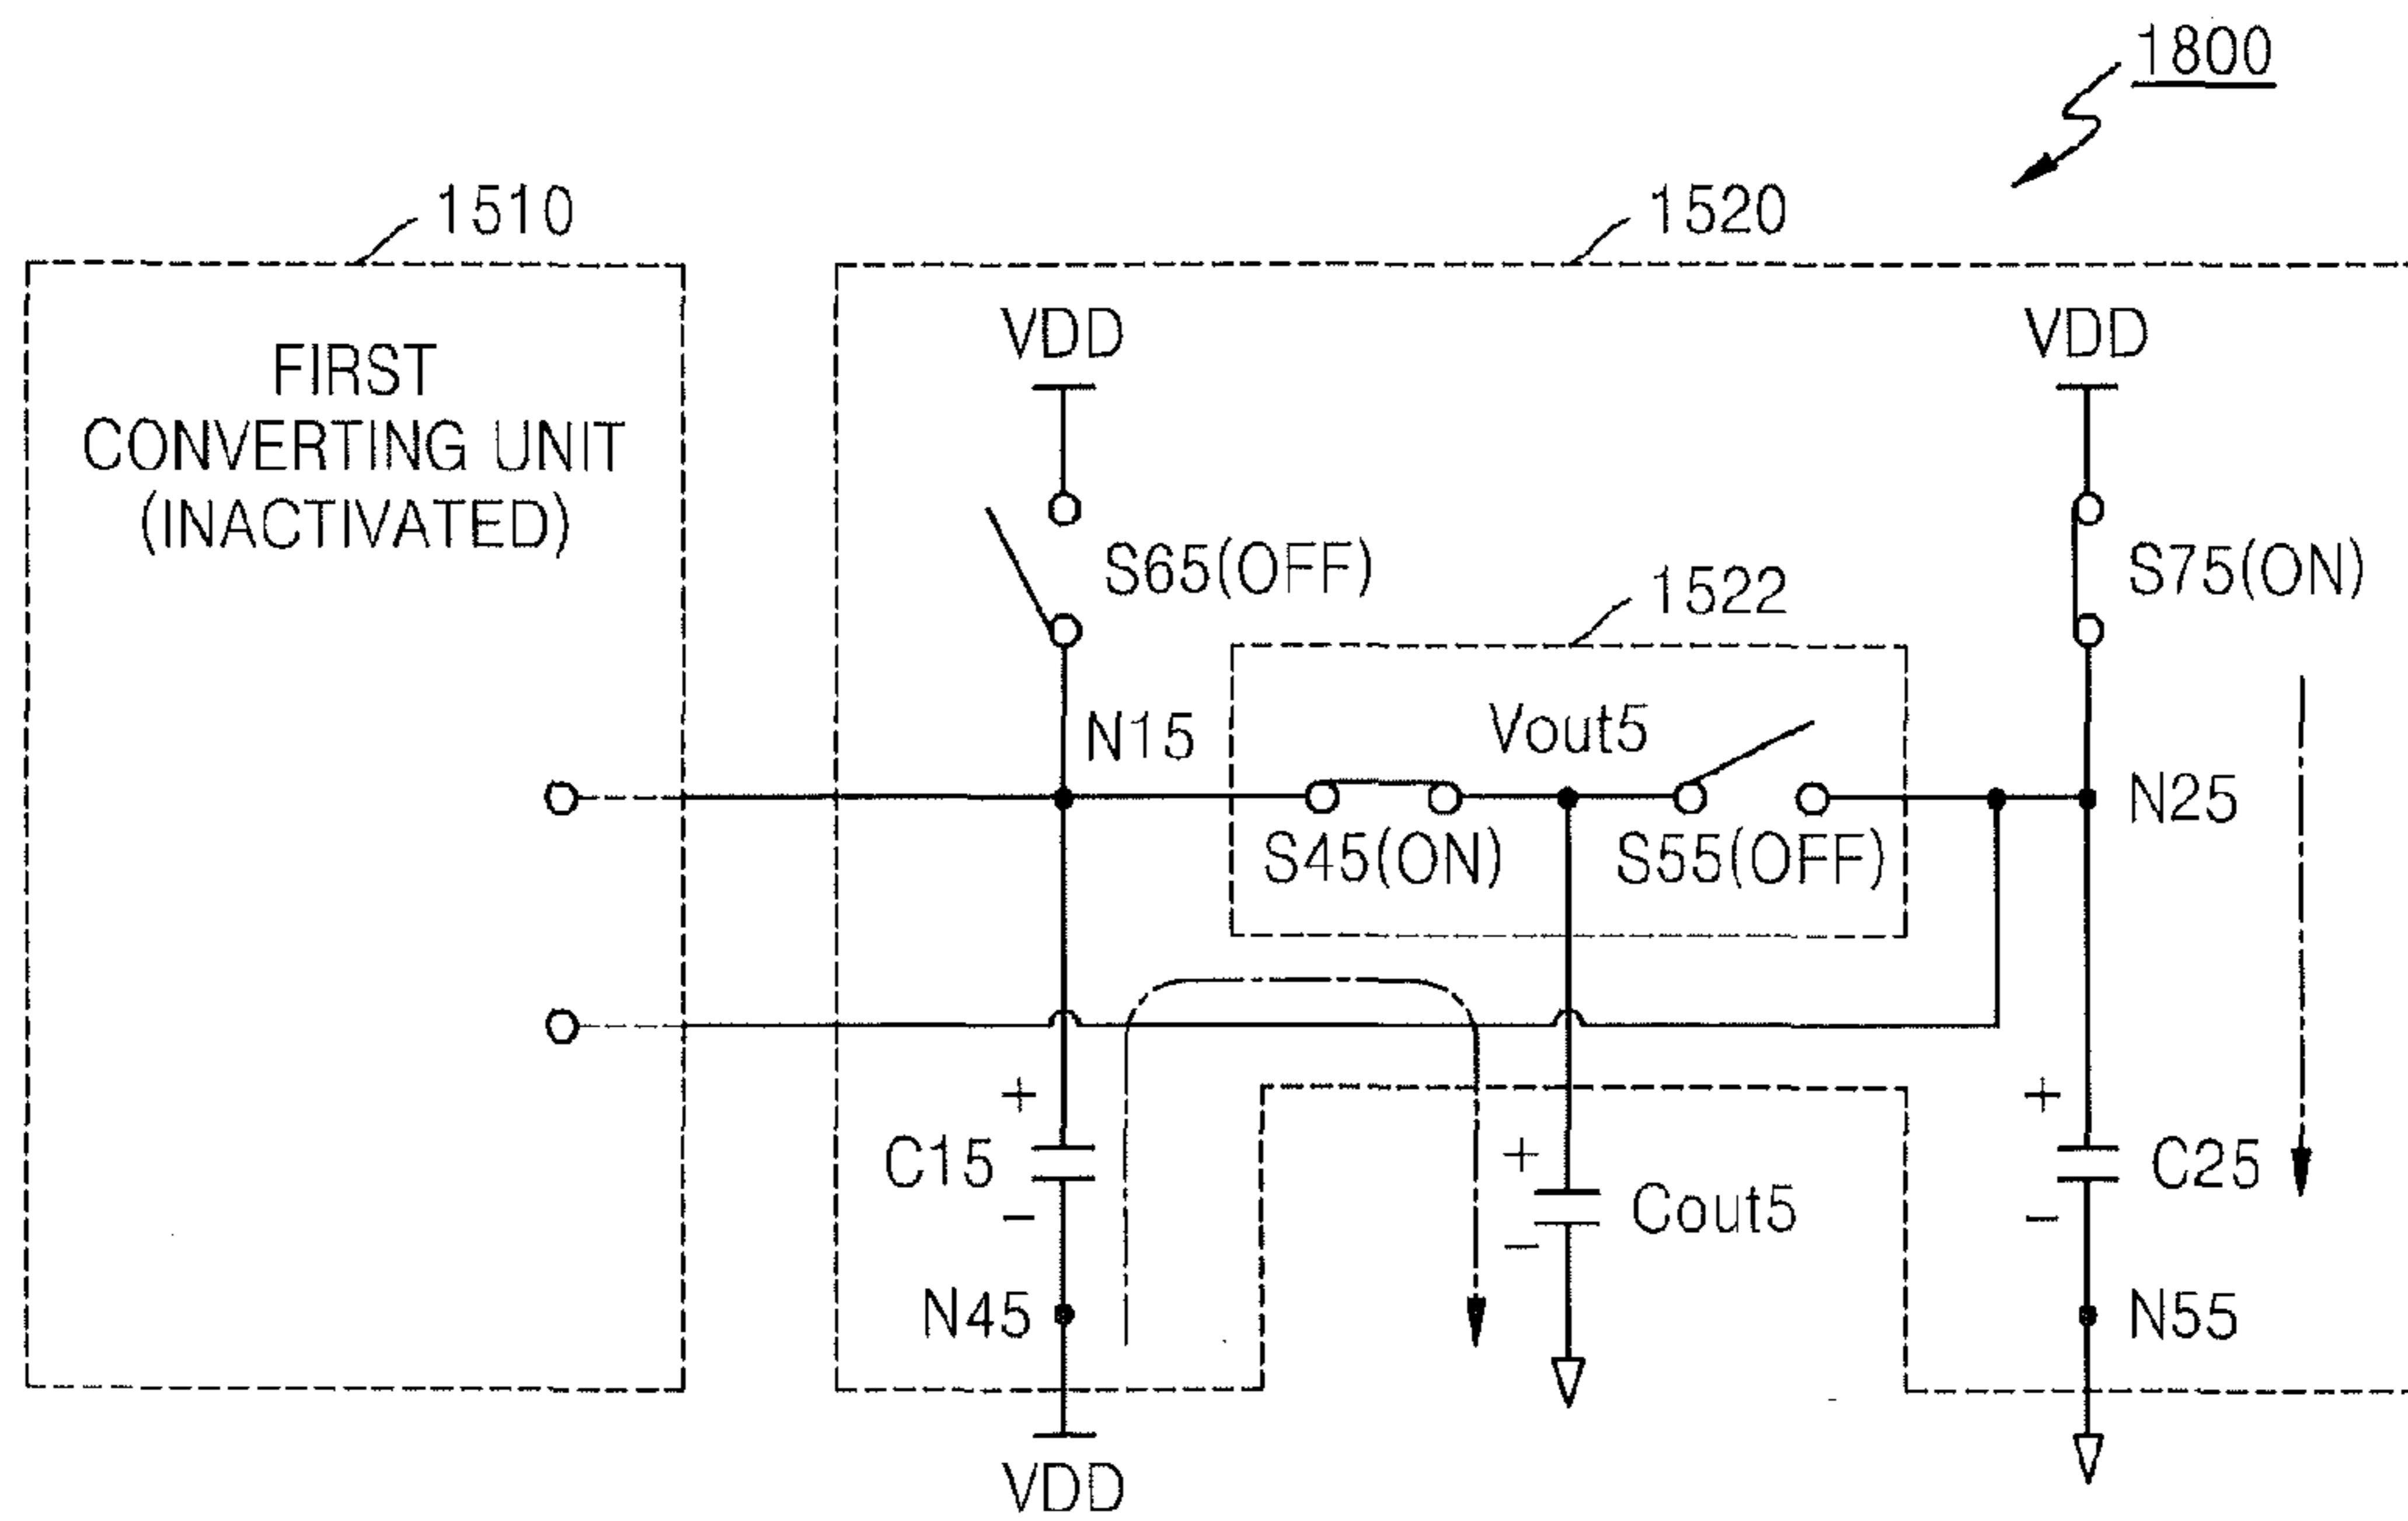 1800
1510
1520
FIRST
CONVERTING UNIT
(INACTIVATED)
VDD
VDD
S65(OFF)
S75(ON)
1522
N15
Vout5
N25
S45(ON)
S55(OFF)
+
C15
−
+
Cout5
−
+
C25
−
N45
N55
VDD